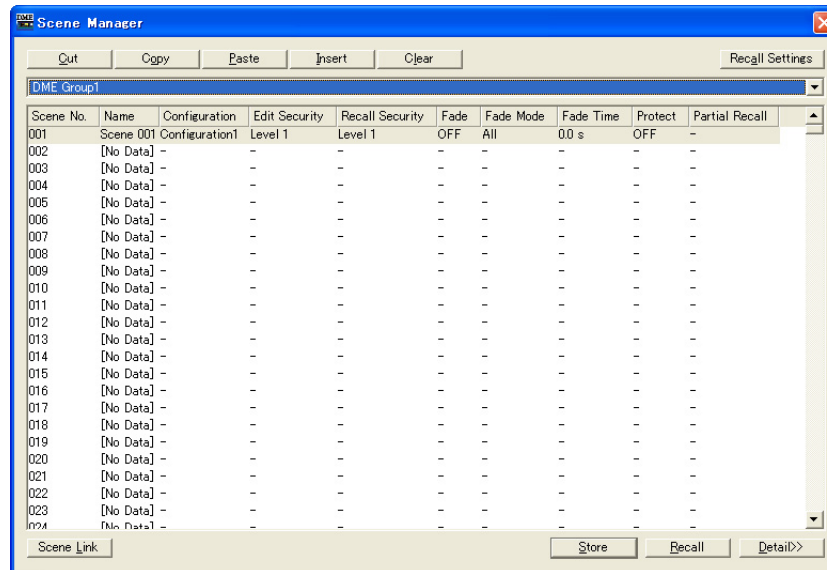 DME Scene Manager
Cut Copy Paste Insert Clear Recall Settings
DME Group1
Scene No. Name Configuration Edit Security Recall Security Fade Fade Mode Fade Time Protect Partial Recall
001 Scene 001 Configuration1 Level 1 Level 1 OFF All 0.0 s OFF -
002 [No Data] - - - - - - - -
003 [No Data] - - - - - - - -
004 [No Data] - - - - - - - -
005 [No Data] - - - - - - - -
006 [No Data] - - - - - - - -
007 [No Data] - - - - - - - -
008 [No Data] - - - - - - - -
009 [No Data] - - - - - - - -
010 [No Data] - - - - - - - -
011 [No Data] - - - - - - - -
012 [No Data] - - - - - - - -
013 [No Data] - - - - - - - -
014 [No Data] - - - - - - - -
015 [No Data] - - - - - - - -
016 [No Data] - - - - - - - -
017 [No Data] - - - - - - - -
018 [No Data] - - - - - - - -
019 [No Data] - - - - - - - -
020 [No Data] - - - - - - - -
021 [No Data] - - - - - - - -
022 [No Data] - - - - - - - -
023 [No Data] - - - - - - - -
024 [No Data] - - - - - - - -
Scene Link Store Recall Detail>>